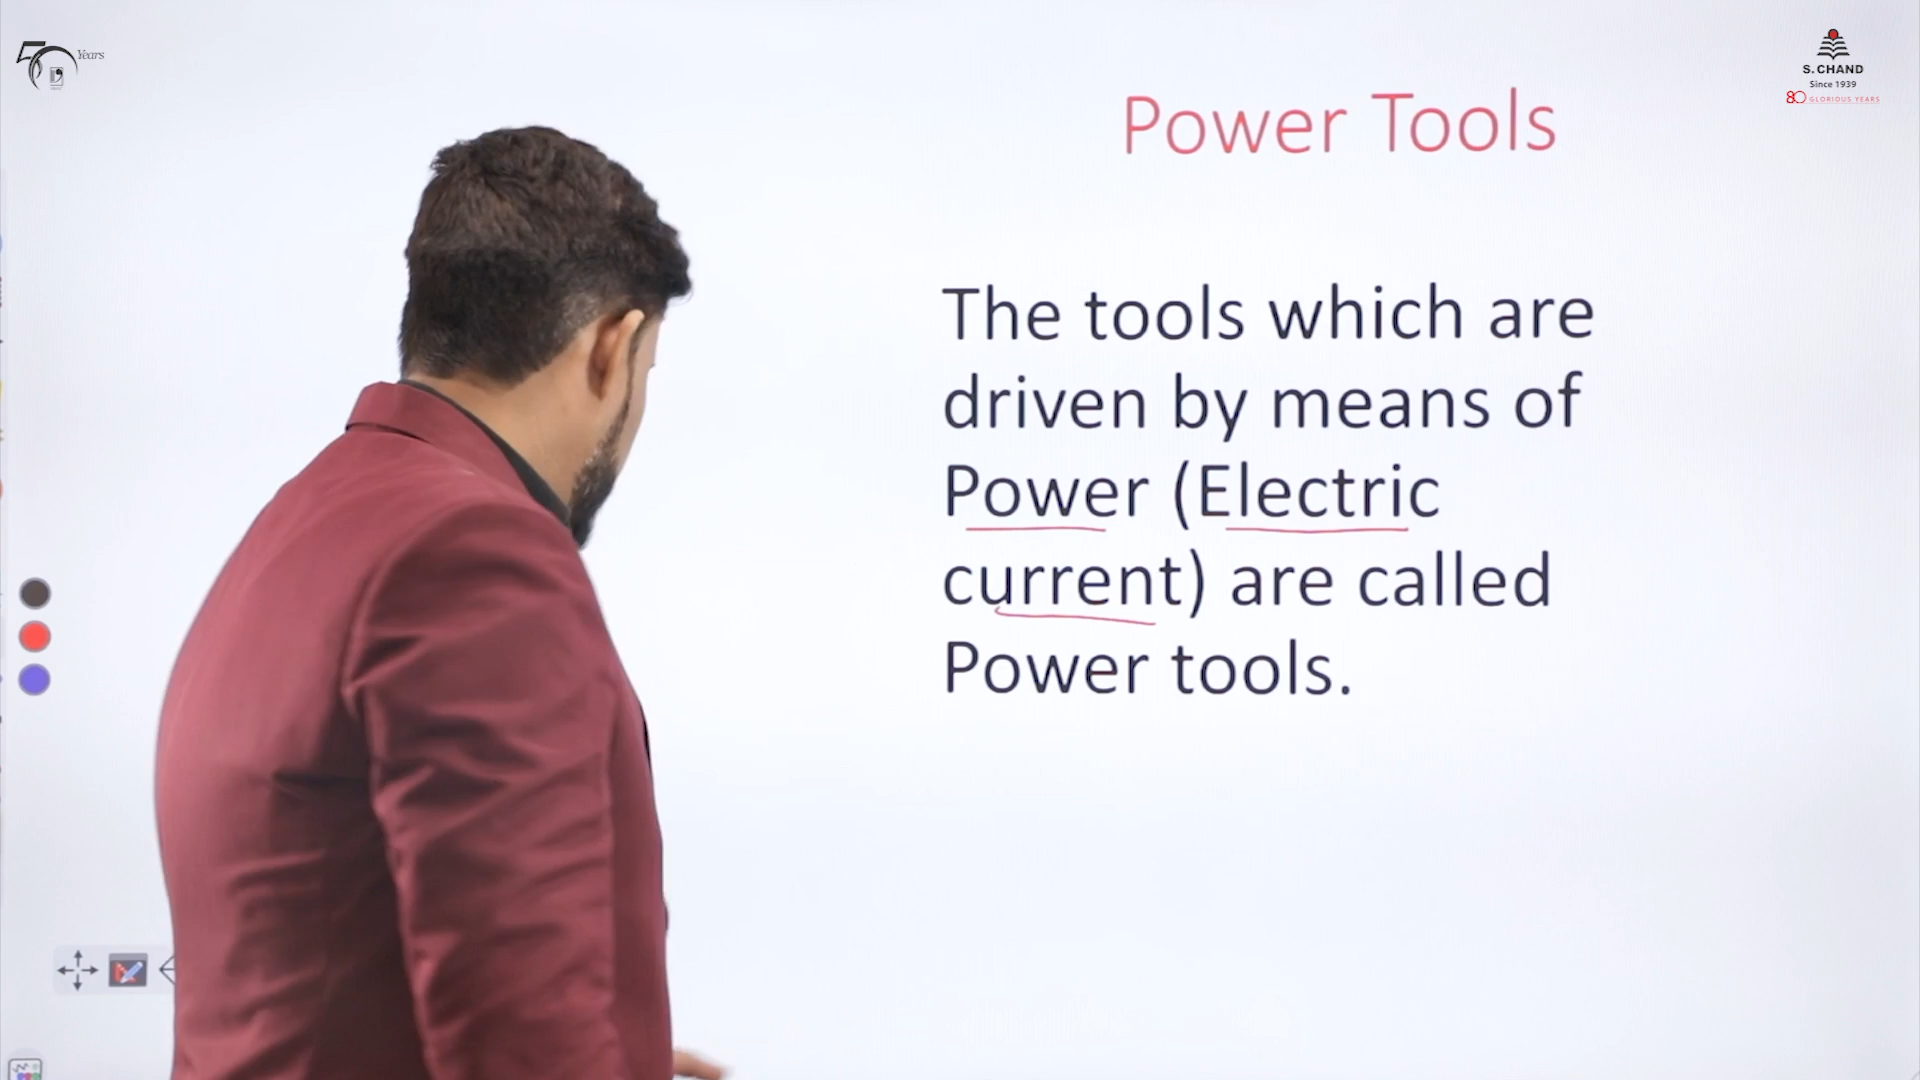 50 Years
S. CHAND
Since 1939
80 GLORIOUS YEARS
Power Tools
The tools which are
driven by means of
Power (Electric
current) are called
Power tools.